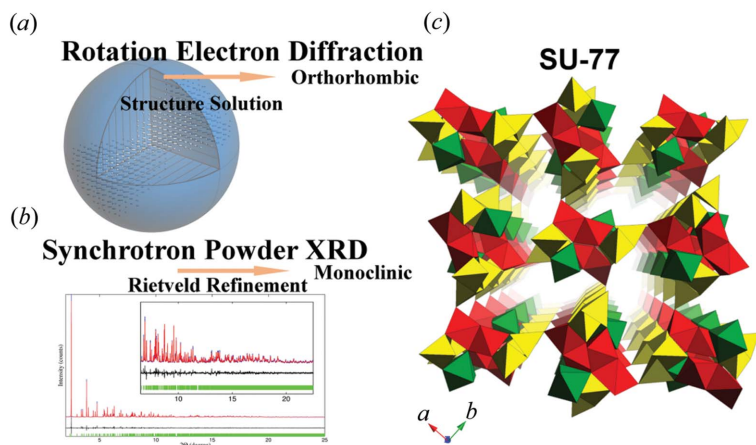 (a)
Rotation Electron Diffraction
Orthorhombic
Structure Solution
(b)
Synchrotron Powder XRD
Monoclinic
Rietveld Refinement
Intensity (counts)
10
15
20
5
10
15
20
25
(c)
SU-77
a
b